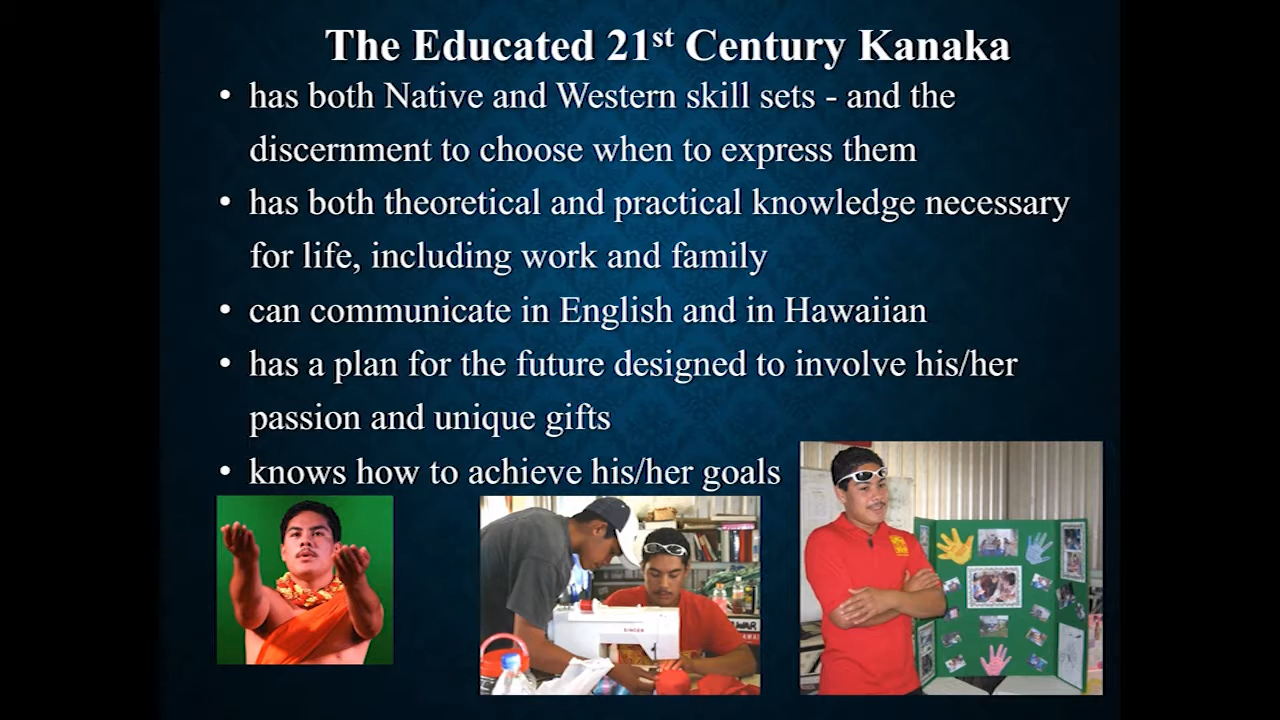 The Educated 21st Century Kanaka
• has both Native and Western skill sets - and the
discernment to choose when to express them
• has both theoretical and practical knowledge necessary
for life, including work and family
• can communicate in English and in Hawaiian
• has a plan for the future designed to involve his/her
passion and unique gifts
• knows how to achieve his/her goals
SINGER